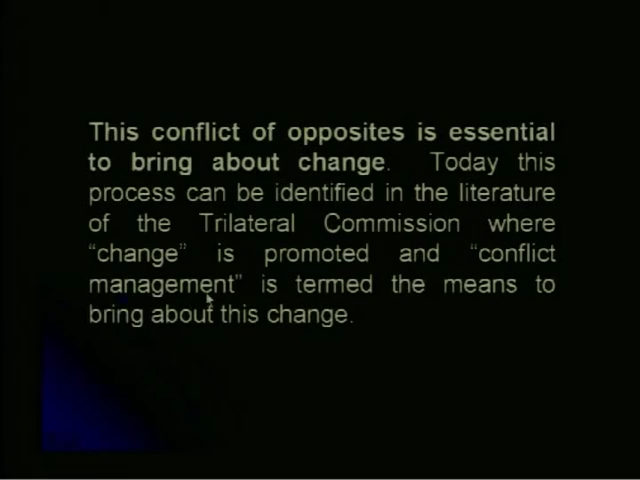 This conflict of opposites is essential
to bring about change. Today this
process can be identified in the literature
of the Trilateral Commission where
“change” is promoted and “conflict
management” is termed the means to
bring about this change.